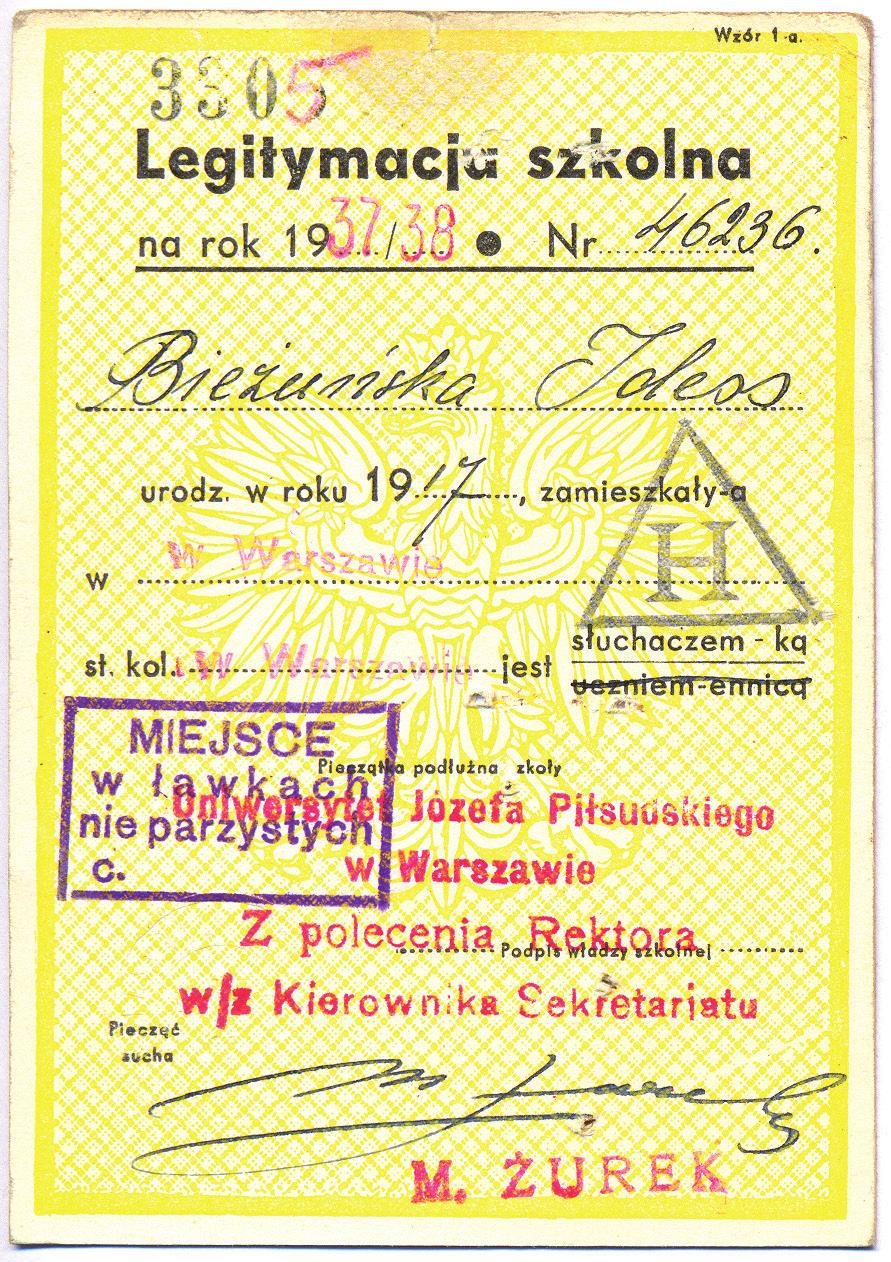 Wzór 1-a.
3305
Legitymacja szkolna
na rok 1937/38 ● Nr 46236.
Bieżuńska
urodz. w roku 1917, zamieszkały-a
w w Warszawie
H
st. kol. w Warszawie jest słuchaczem - ką
uczniem-ennicą
MIEJSCE
w ławkach
nie parzystych
c.
Pieczątka podłużna zkoły
Uniwersytet Józefa Piłsudskiego
w Warszawie
Z polecenia Rektora
Podpis władzy szkolnej
w/z Kierownika Sekretariatu
Pieczęć
sucha
M. ŻUREK